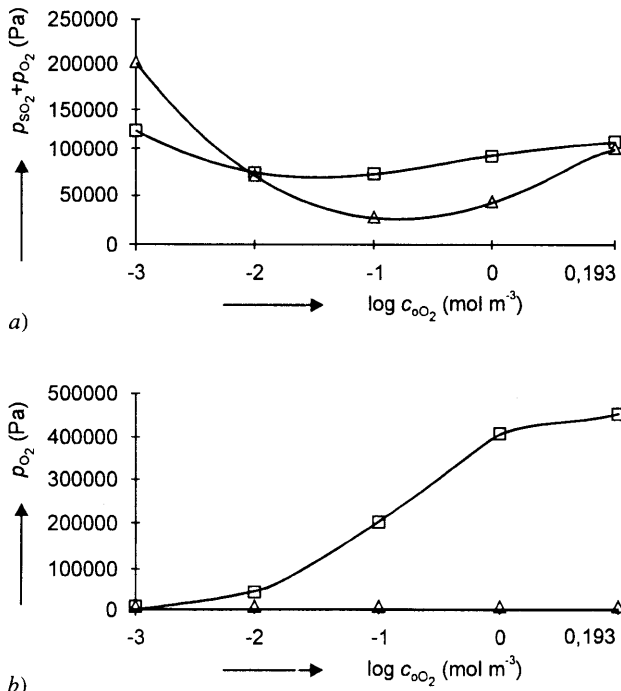 250000
200000
150000
100000
50000
0
pSO2+pO2 (Pa)
-3 -2 -1 0 0,193
log coO2 (mol m-3)
a)
500000
400000
300000
200000
100000
0
pO2 (Pa)
-3 -2 -1 0 0,193
log coO2 (mol m-3)
b)